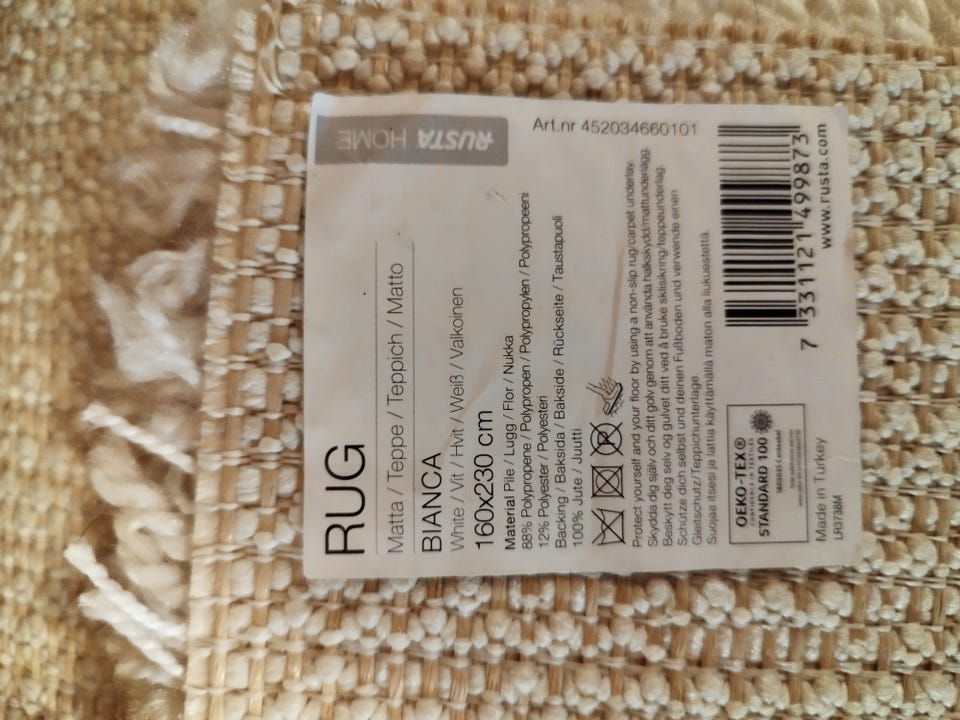 RUSTA HOME
RUG
Matta / Teppe / Teppich / Matto
BIANCA
White / Vit / Hvit / Weiß / Valkoinen
160x230 cm
Material Pile / Lugg / Flor / Nukka
88% Polypropene / Polypropen / Polypropylen / Polypropeeni
12% Polyester / Polyesteri
Backing / Baksida / Bakside / Rückseite / Taustapuoli
100% Jute / Juutti
Protect yourself and your floor by using a non-slip rug/carpet underlay.
Skydda dig själv och ditt golv genom att använda halkskydd/mattunderlägg.
Beskytt deg selv og gulvet ditt ved å bruke sklisikring/teppeunderlag.
Schütze dich selbst und deinen Fußboden und verwende einen
Gleitschutz/Teppichunterlage.
Suojaa itsesi ja lattia käyttämällä maton alla liukuestettä.
OEKO-TEX®
CONFIDENCE IN TEXTILES
STANDARD 100
Made in Turkey
LR3738M
Art.nr 452034660101
7 331121 499873
www.rusta.com